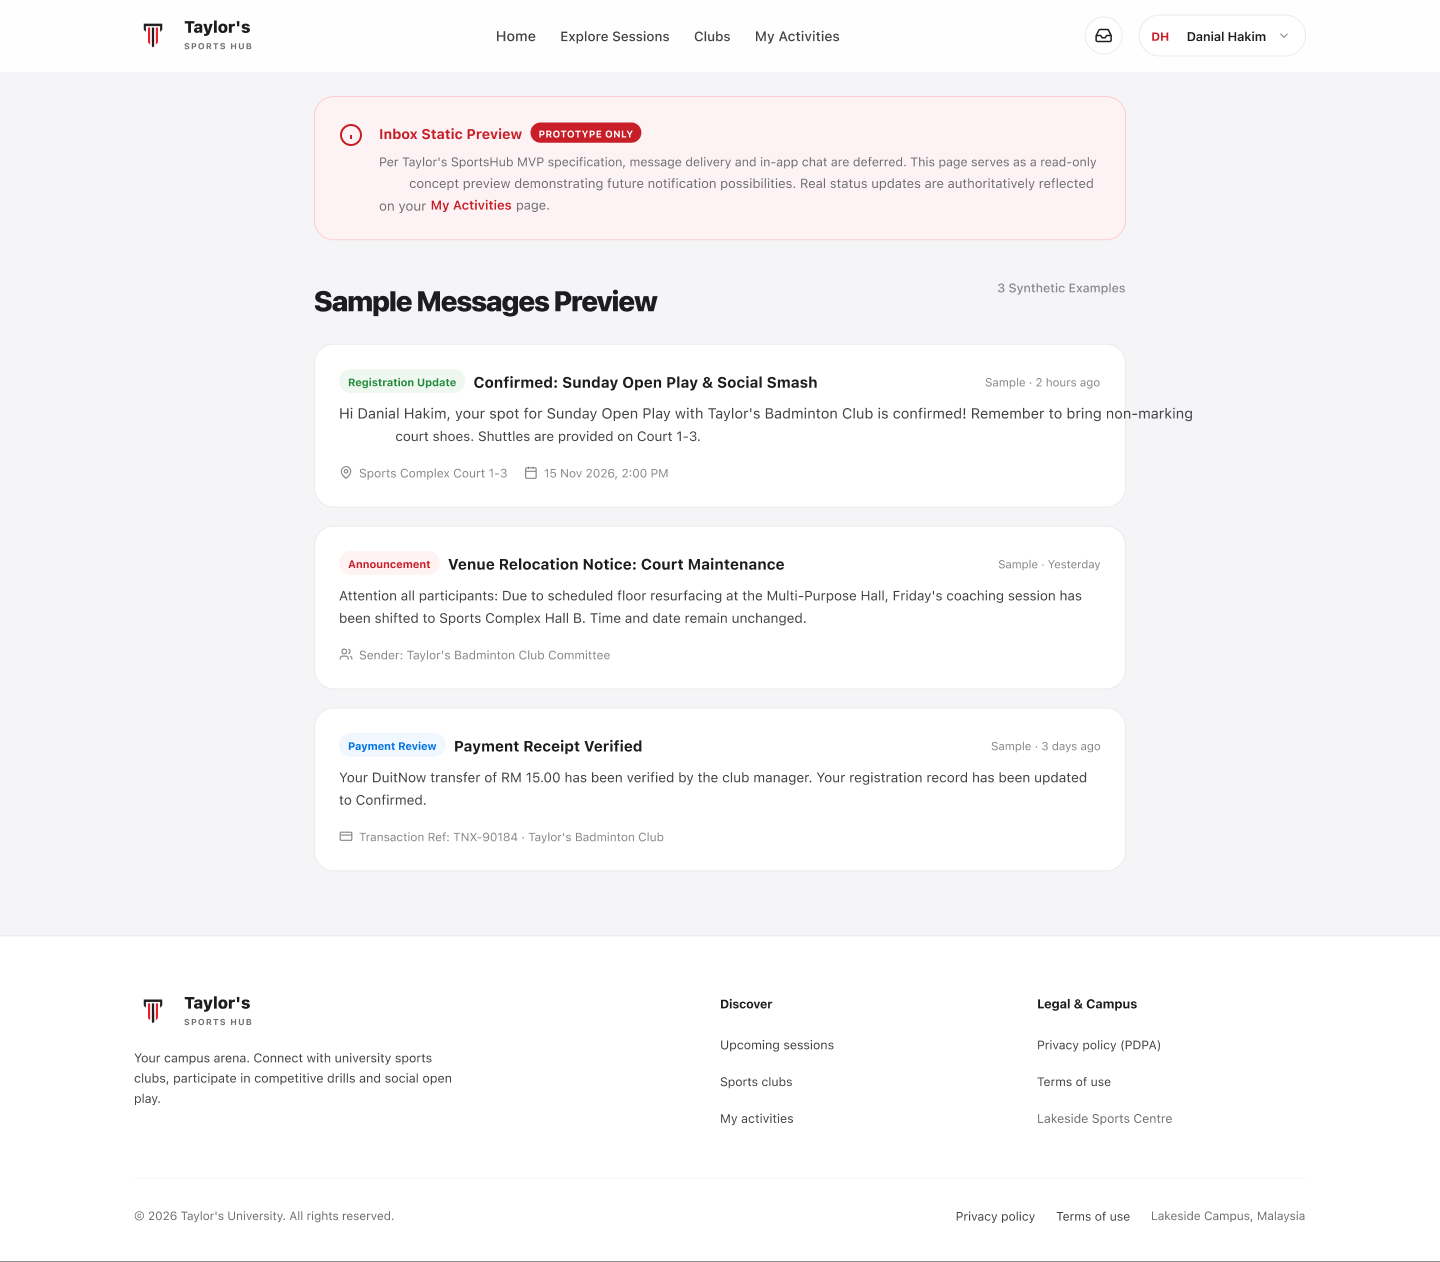 Taylor's
SPORTS HUB
Home
Explore Sessions
Clubs
My Activities
DH
Danial Hakim
Inbox Static Preview
PROTOTYPE ONLY
Per Taylor's SportsHub MVP specification, message delivery and in-app chat are deferred. This page serves as a read-only
concept preview demonstrating future notification possibilities. Real status updates are authoritatively reflected
on your My Activities page.
Sample Messages Preview
3 Synthetic Examples
Registration Update
Confirmed: Sunday Open Play & Social Smash
Sample · 2 hours ago
Hi Danial Hakim, your spot for Sunday Open Play with Taylor's Badminton Club is confirmed! Remember to bring non-marking
court shoes. Shuttles are provided on Court 1-3.
Sports Complex Court 1-3
15 Nov 2026, 2:00 PM
Announcement
Venue Relocation Notice: Court Maintenance
Sample · Yesterday
Attention all participants: Due to scheduled floor resurfacing at the Multi-Purpose Hall, Friday's coaching session has
been shifted to Sports Complex Hall B. Time and date remain unchanged.
Sender: Taylor's Badminton Club Committee
Payment Review
Payment Receipt Verified
Sample · 3 days ago
Your DuitNow transfer of RM 15.00 has been verified by the club manager. Your registration record has been updated
to Confirmed.
Transaction Ref: TNX-90184 · Taylor's Badminton Club
Taylor's
SPORTS HUB
Your campus arena. Connect with university sports
clubs, participate in competitive drills and social open
play.
Discover
Upcoming sessions
Sports clubs
My activities
Legal & Campus
Privacy policy (PDPA)
Terms of use
Lakeside Sports Centre
© 2026 Taylor's University. All rights reserved.
Privacy policy
Terms of use
Lakeside Campus, Malaysia